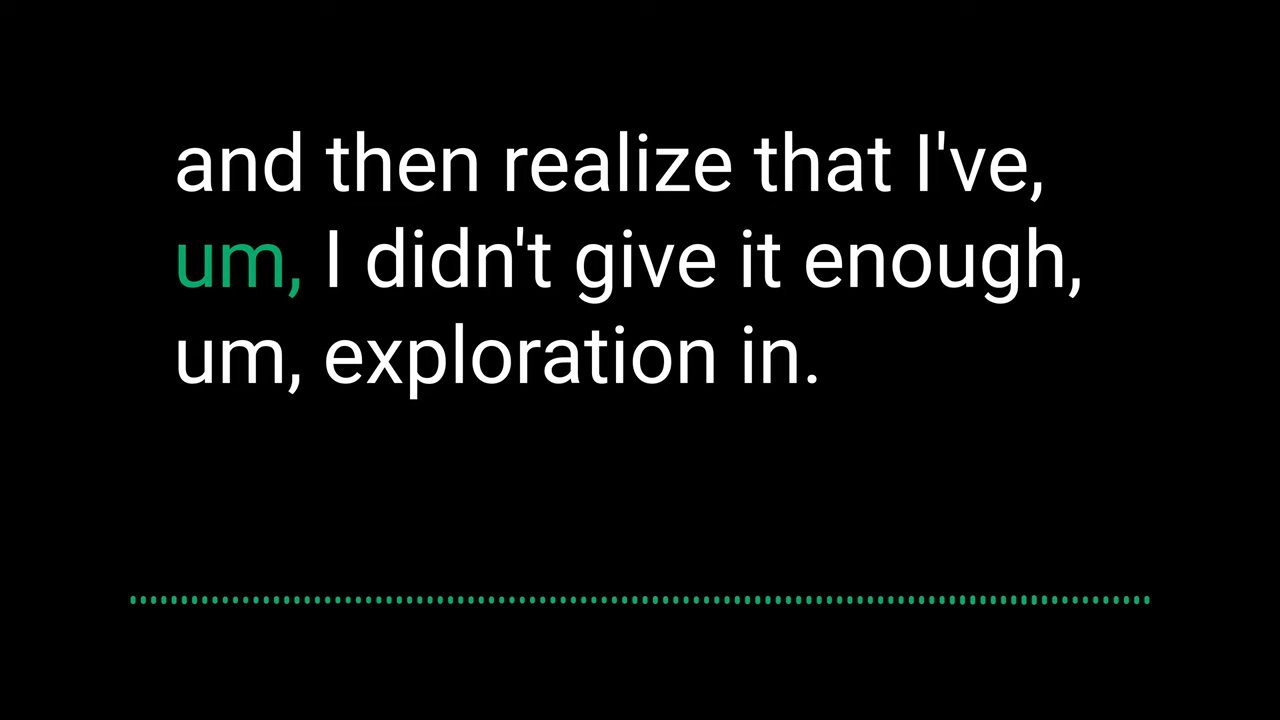 and then realize that I've,
um, I didn't give it enough,
um, exploration in.